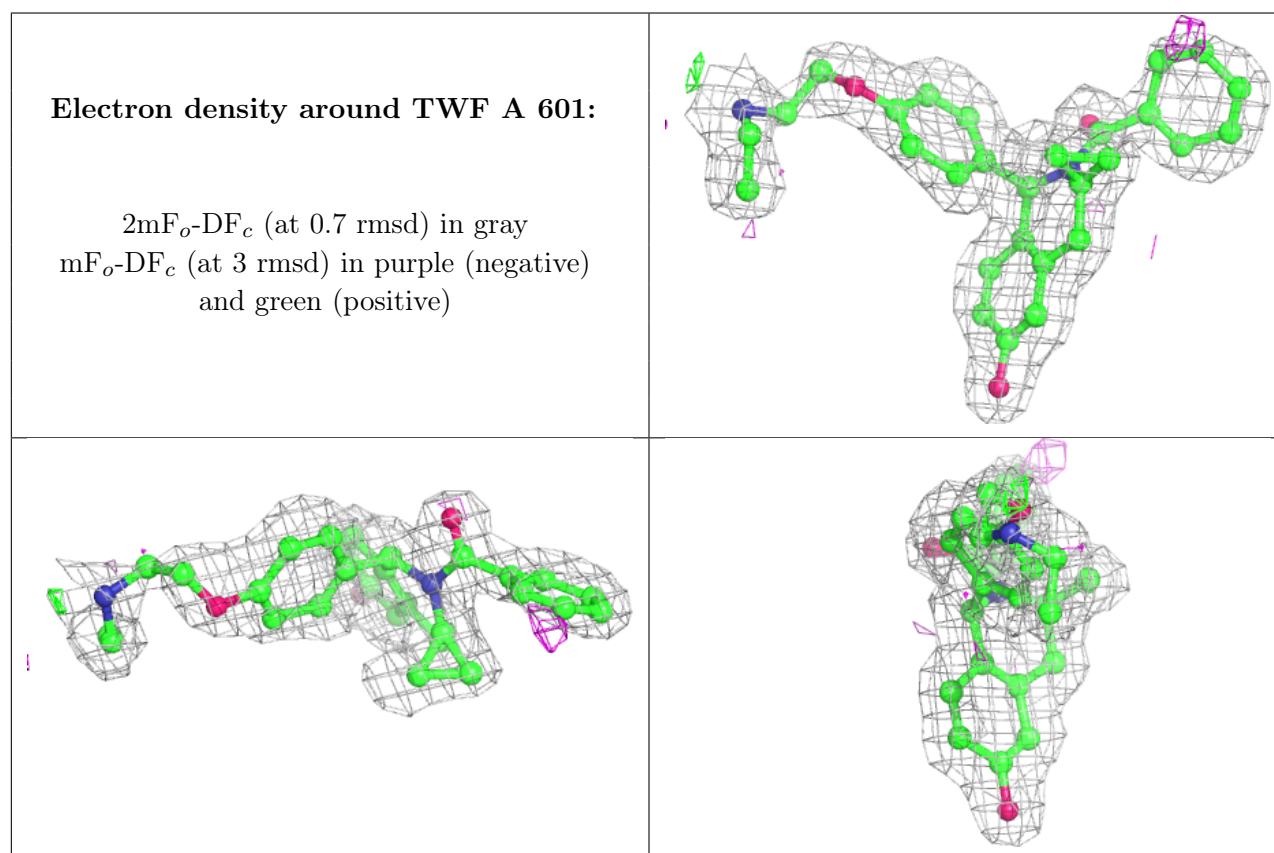 Electron density around TWF A 601:
2mFo-DFc (at 0.7 rmsd) in gray
mFo-DFc (at 3 rmsd) in purple (negative)
and green (positive)